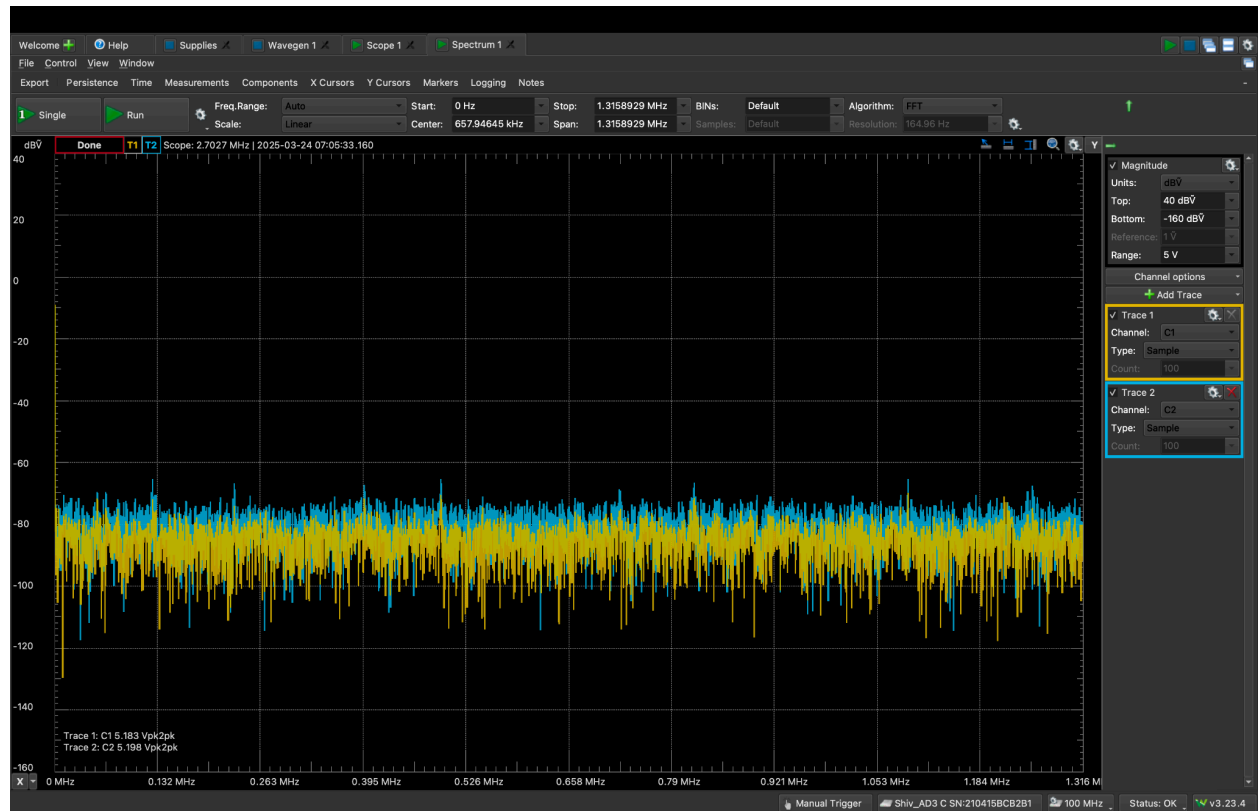 Welcome Help Supplies Wavegen 1 Scope 1 Spectrum 1
File Control View Window
Export Persistence Time Measurements Components X Cursors Y Cursors Markers Logging Notes
1 Single Run Freq.Range: Auto Start: 0 Hz Stop: 1.3158929 MHz BINs: Default Algorithm: FFT
Scale: Linear Center: 657.94645 kHz Span: 1.3158929 MHz Samples: Default Resolution: 164.96 Hz
dBṼ Done T1 T2 Scope: 2.7027 MHz | 2025-03-24 07:05:33.160 Y
40
20
0
-20
-40
-60
-80
-100
-120
-140
-160
Trace 1: C1 5.183 Vpk2pk
Trace 2: C2 5.198 Vpk2pk
X 0 MHz 0.132 MHz 0.263 MHz 0.395 MHz 0.526 MHz 0.658 MHz 0.79 MHz 0.921 MHz 1.053 MHz 1.184 MHz 1.316 M
Magnitude
Units: dBṼ
Top: 40 dBṼ
Bottom: -160 dBṼ
Reference: 1 Ṽ
Range: 5 V
Channel options
Add Trace
Trace 1
Channel: C1
Type: Sample
Count: 100
Trace 2
Channel: C2
Type: Sample
Count: 100
Manual Trigger Shiv_AD3 C SN:210415BCB2B1 100 MHz Status: OK v3.23.4